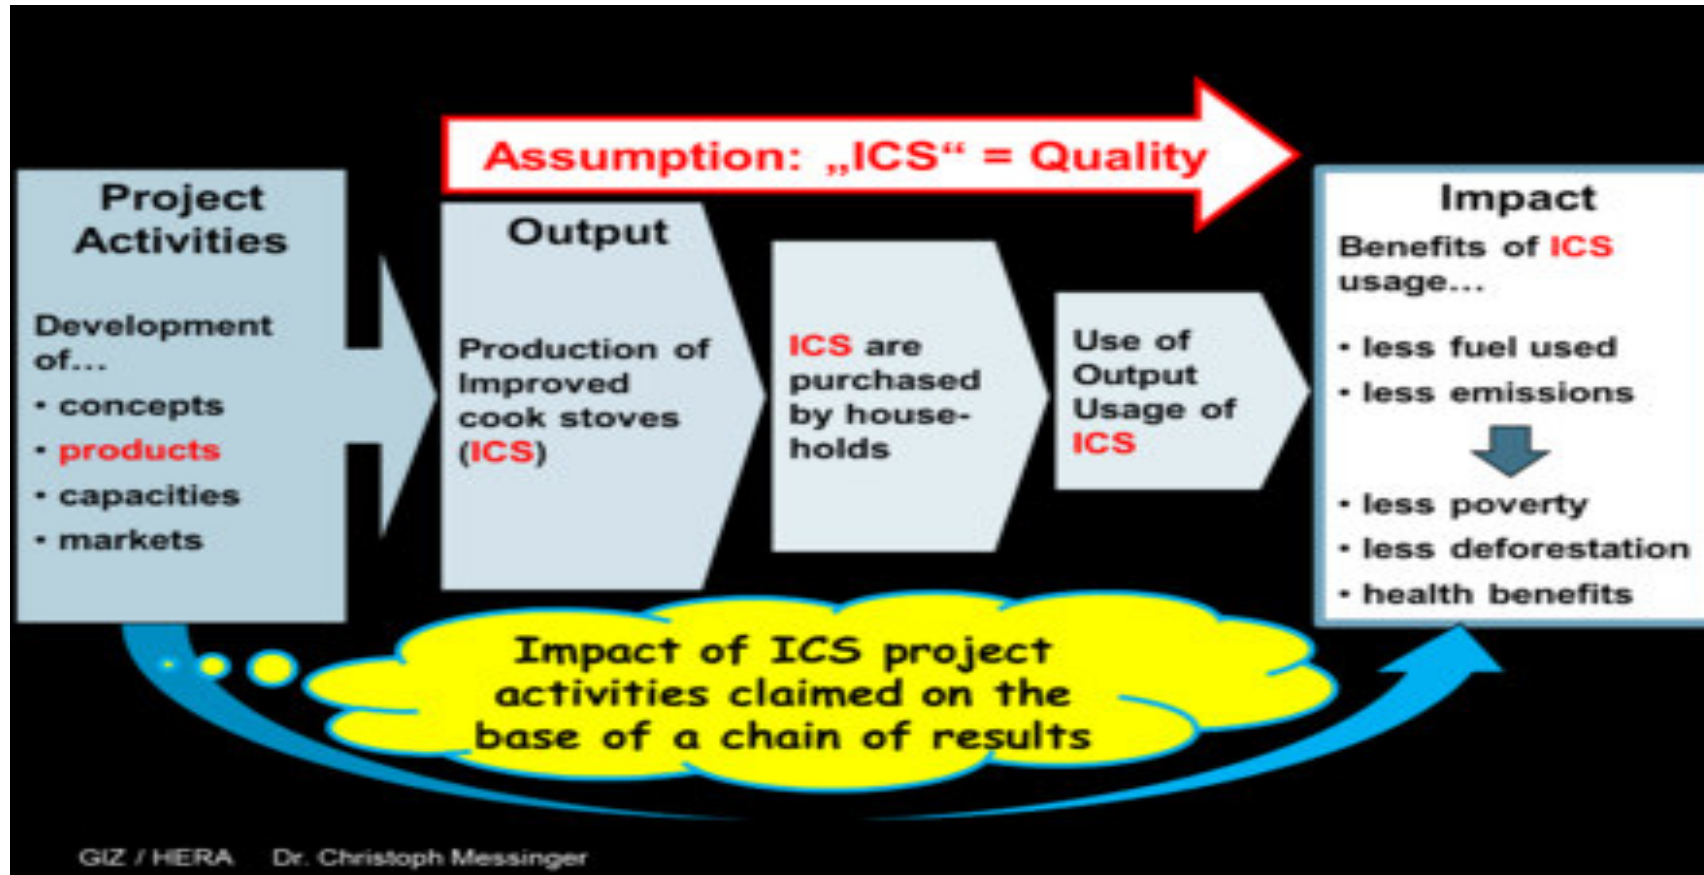 Assumption: „ICS“ = Quality
Project
Activities
Development
of...
• concepts
• products
• capacities
• markets
Output
Production of
Improved
cook stoves
(ICS)
ICS are
purchased
by house-
holds
Use of
Output
Usage of
ICS
Impact
Benefits of ICS
usage...
• less fuel used
• less emissions
• less poverty
• less deforestation
• health benefits
Impact of ICS project
activities claimed on the
base of a chain of results
GIZ / HERA Dr. Christoph Messinger